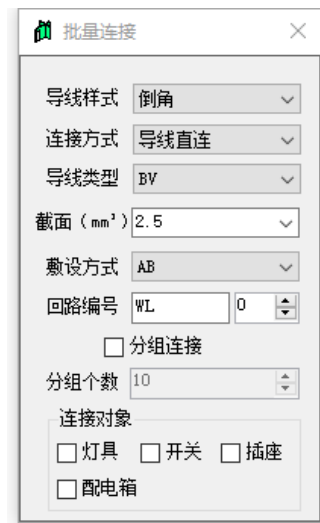 批量连接
导线样式 倒角
连接方式 导线直连
导线类型 BV
截面（mm²）2.5
敷设方式 AB
回路编号 WL 0
分组连接
分组个数 10
连接对象
灯具 开关 插座
配电箱